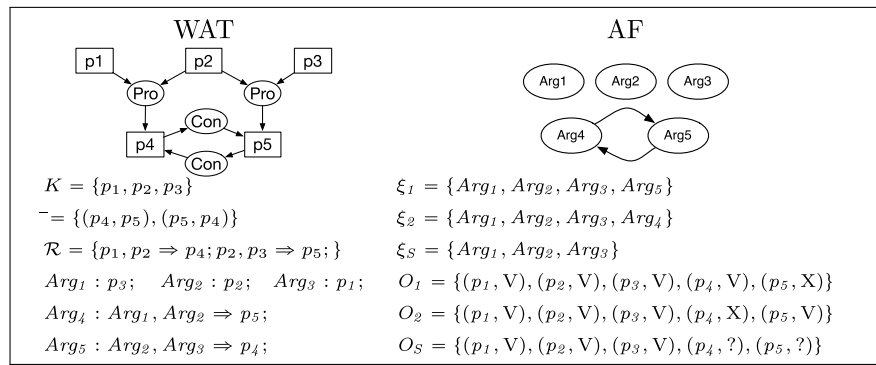 WAT
p1 p2 p3
Pro Pro
Con
p4 p5
Con
K = {p₁, p₂, p₃}
‾= {(p₄, p₅), (p₅, p₄)}
ℛ = {p₁, p₂ ⇒ p₄; p₂, p₃ ⇒ p₅; }
Arg₁ : p₃; Arg₂ : p₂; Arg₃ : p₁;
Arg₄ : Arg₁, Arg₂ ⇒ p₅;
Arg₅ : Arg₂, Arg₃ ⇒ p₄;
AF
Arg1 Arg2 Arg3
Arg4 Arg5
ξ₁ = {Arg₁, Arg₂, Arg₃, Arg₅}
ξ₂ = {Arg₁, Arg₂, Arg₃, Arg₄}
ξS = {Arg₁, Arg₂, Arg₃}
O₁ = {(p₁, V), (p₂, V), (p₃, V), (p₄, V), (p₅, X)}
O₂ = {(p₁, V), (p₂, V), (p₃, V), (p₄, X), (p₅, V)}
OS = {(p₁, V), (p₂, V), (p₃, V), (p₄, ?), (p₅, ?)}